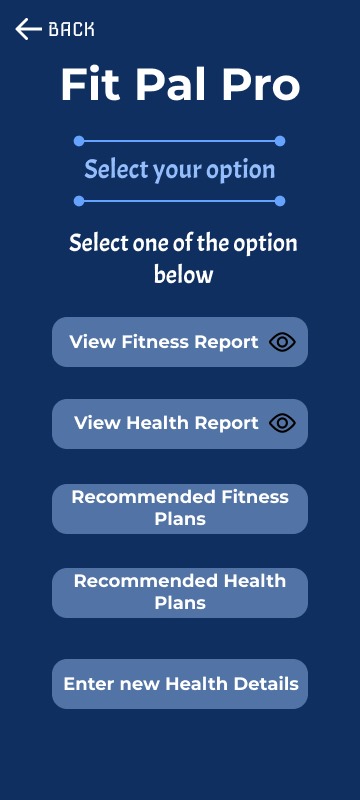 BACK
Fit Pal Pro
Select your option
Select one of the option
below
View Fitness Report
View Health Report
Recommended Fitness
Plans
Recommended Health
Plans
Enter new Health Details